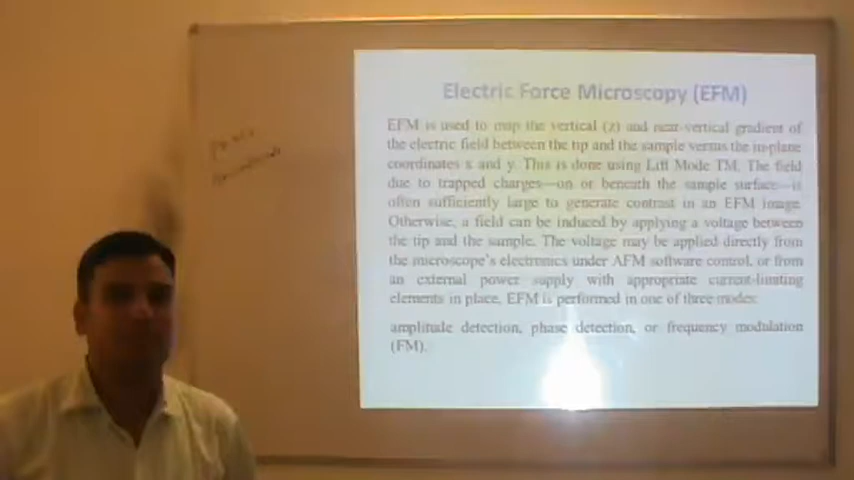 Electric Force Microscopy (EFM)
EFM is used to map the vertical (z) and near-vertical gradient of
the electric field between the tip and the sample versus the in-plane
coordinates x and y. This is done using Lift Mode TM. The field
due to trapped charges—on or beneath the sample surface—is
often sufficiently large to generate contrast in an EFM image.
Otherwise, a field can be induced by applying a voltage between
the tip and the sample. The voltage may be applied directly from
the microscope's electronics under AFM software control, or from
an external power supply with appropriate current-limiting
elements in place. EFM is performed in one of three modes:
amplitude detection, phase detection, or frequency modulation
(FM).